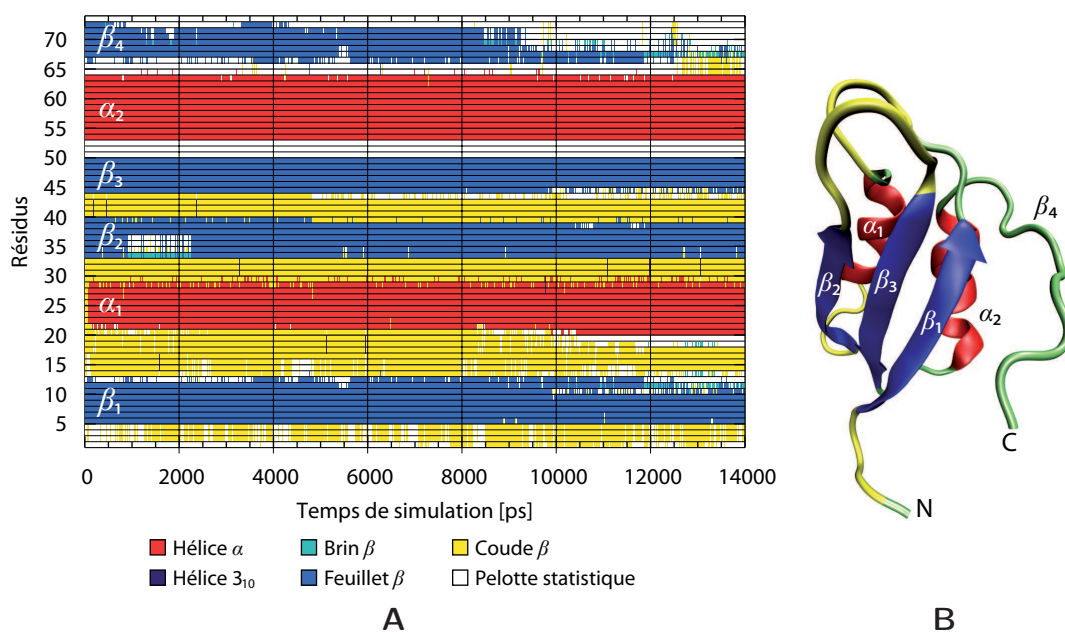 70
65
60
55
50
45
40
35
30
25
20
15
10
5
β4
α2
β3
β2
α1
β1
Résidus
0 2000 4000 6000 8000 10000 12000 14000
Temps de simulation [ps]
Hélice α Brin β Coude β
Hélice 3₁₀ Feuillet β Pelotte statistique
A
β4
α1
β2 β3
β1 α2
C
N
B